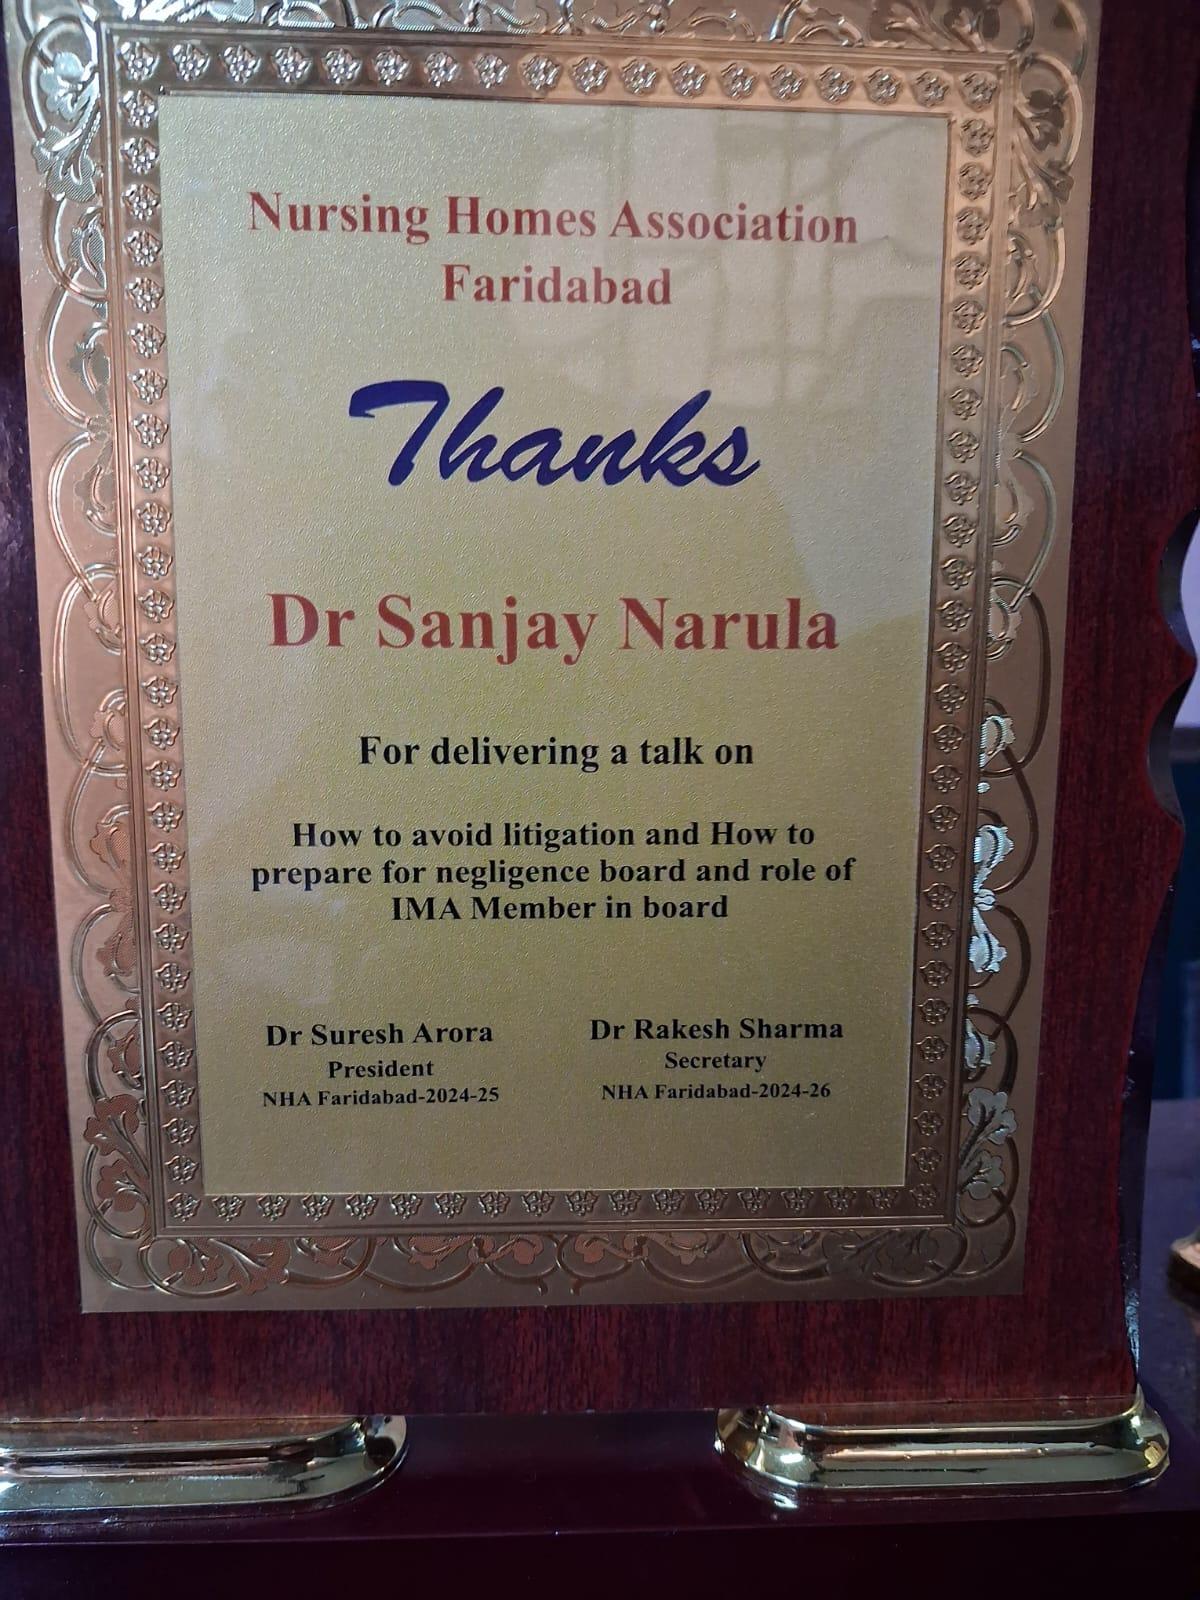 Nursing Homes Association
Faridabad
Thanks
Dr Sanjay Narula
For delivering a talk on
How to avoid litigation and How to
prepare for negligence board and role of
IMA Member in board
Dr Suresh Arora
President
NHA Faridabad-2024-25
Dr Rakesh Sharma
Secretary
NHA Faridabad-2024-26